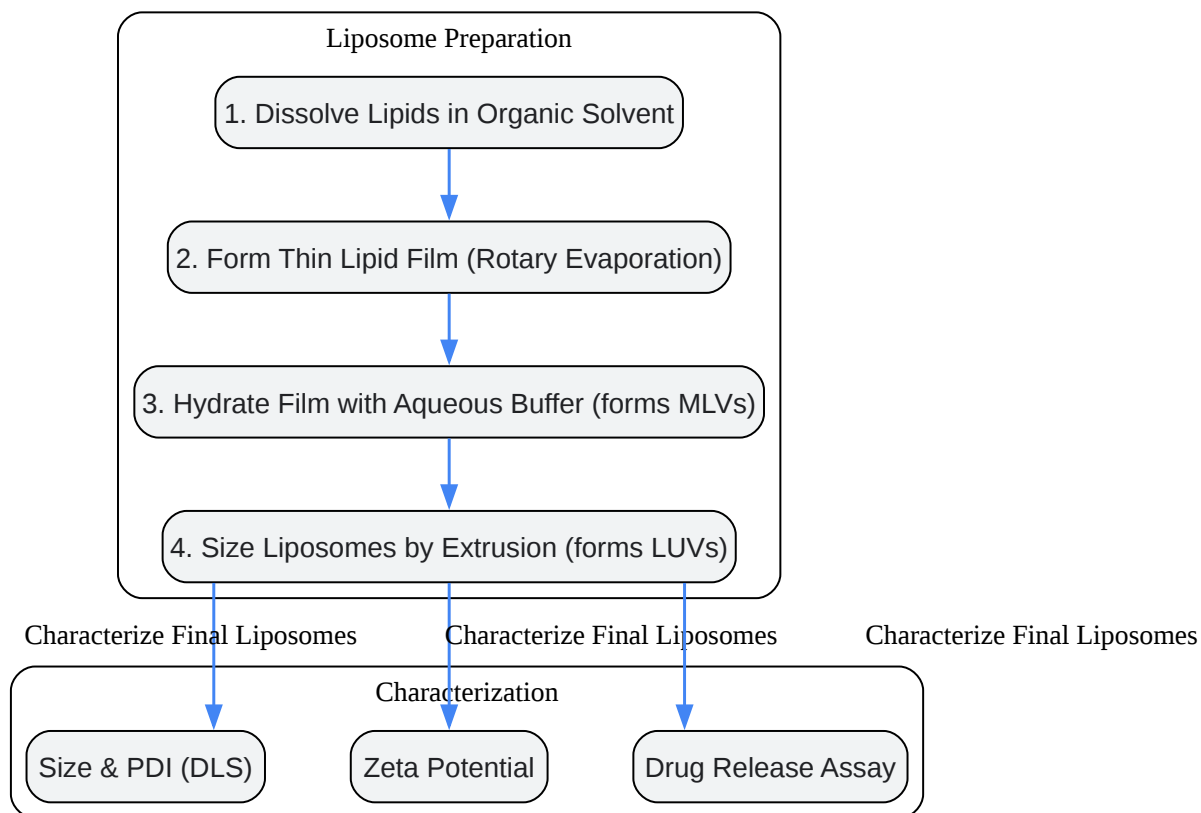 Liposome Preparation
1. Dissolve Lipids in Organic Solvent
2. Form Thin Lipid Film (Rotary Evaporation)
3. Hydrate Film with Aqueous Buffer (forms MLVs)
4. Size Liposomes by Extrusion (forms LUVs)
Characterize Final Liposomes
Characterize Final Liposomes
Characterize Final Liposomes
Characterization
Size & PDI (DLS)
Zeta Potential
Drug Release Assay